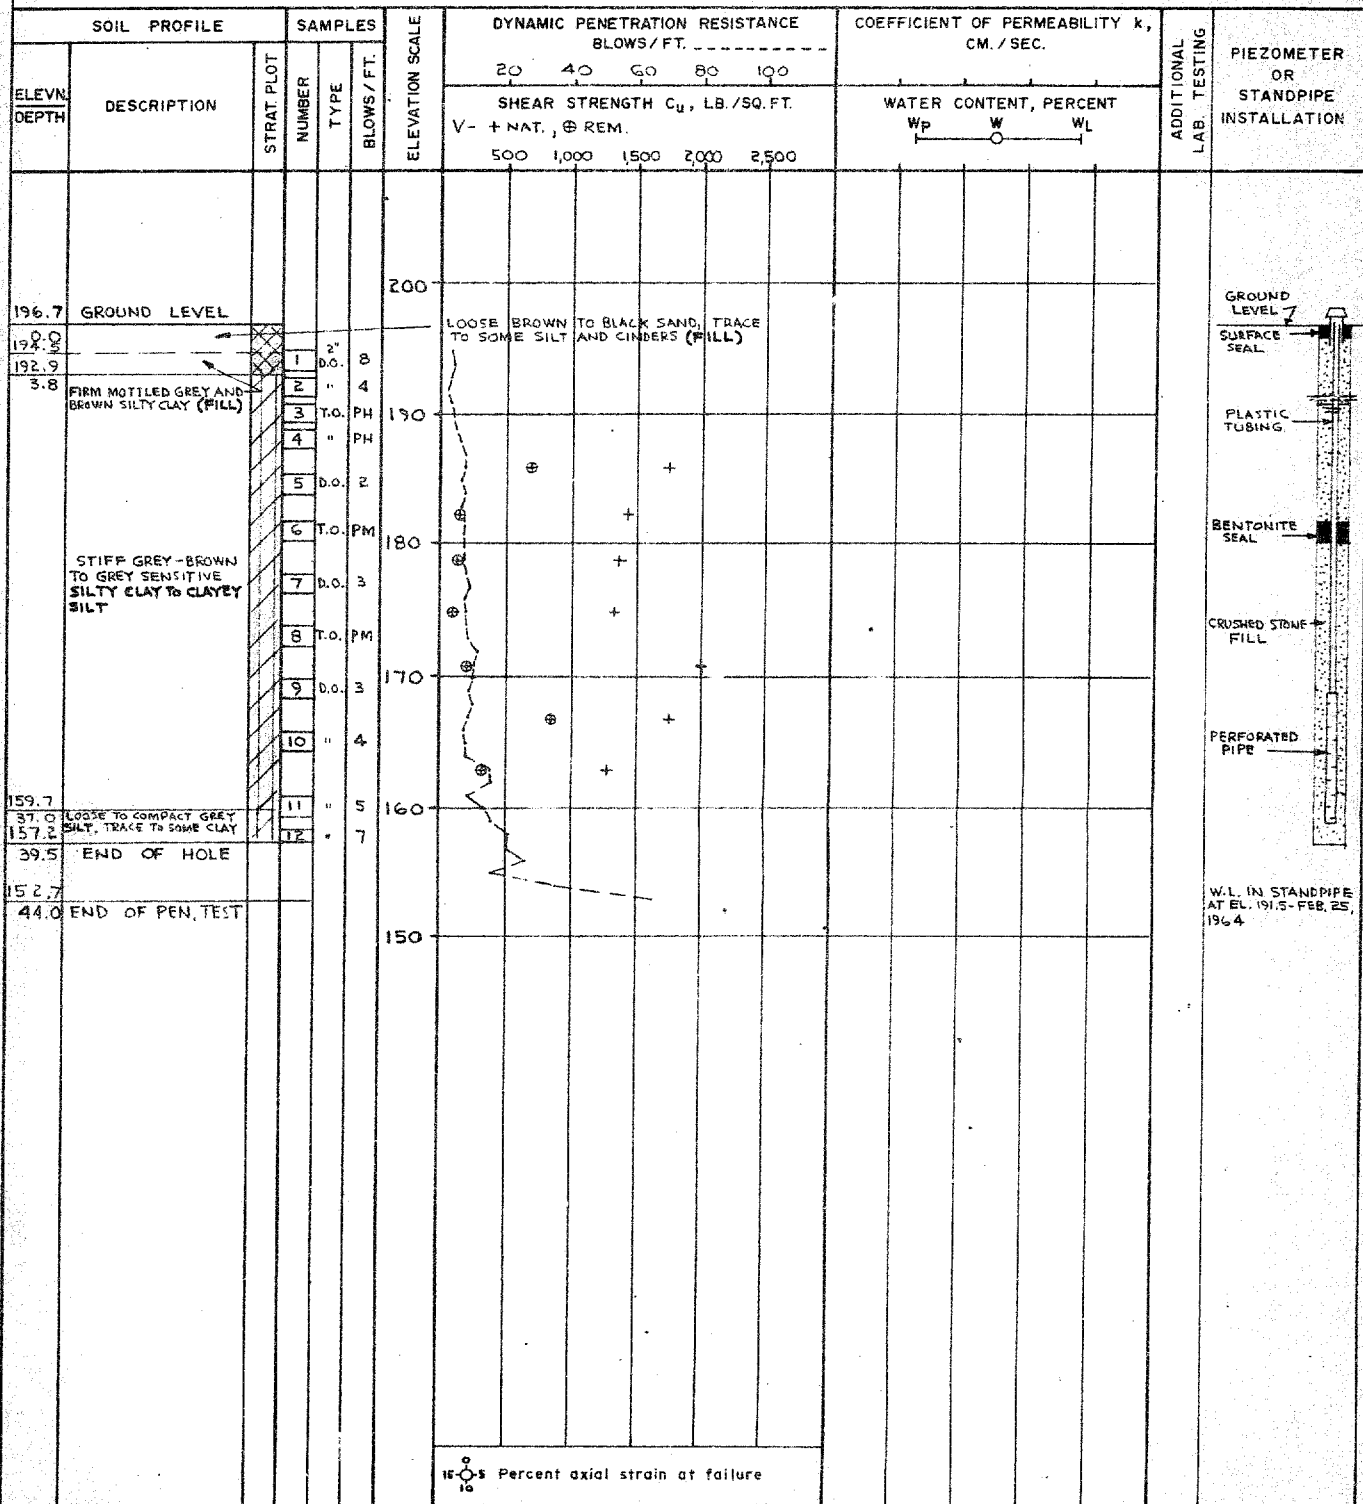 SOIL PROFILE
SAMPLES
ELEVATION SCALE
DYNAMIC PENETRATION RESISTANCE
BLOWS/FT.
20 40 60 80 100
SHEAR STRENGTH Cu, LB./SQ.FT.
V- + NAT., ⊕ REM.
500 1,000 1,500 2,000 2,500
COEFFICIENT OF PERMEABILITY k,
CM./SEC.
WATER CONTENT, PERCENT
Wp W WL
ADDITIONAL
LAB. TESTING
PIEZOMETER
OR
STANDPIPE
INSTALLATION
ELEVN.
DEPTH
DESCRIPTION
STRAT. PLOT
NUMBER
TYPE
BLOWS/FT.
200
190
180
170
160
150
196.7 GROUND LEVEL
0.0
194.5
192.9
3.8
LOOSE BROWN TO BLACK SAND, TRACE
TO SOME SILT AND CINDERS (FILL)
FIRM MOTTLED GREY AND
BROWN SILTY CLAY (FILL)
STIFF GREY-BROWN
TO GREY SENSITIVE
SILTY CLAY TO CLAYEY
SILT
159.7
37.0 LOOSE TO COMPACT GREY
157.2 SILT, TRACE TO SOME CLAY
39.5 END OF HOLE
152.7
44.0 END OF PEN. TEST
1 2" D.O. 8
2 " 4
3 T.O. PH
4 " PH
5 D.O. 2
6 T.O. PM
7 D.O. 3
8 T.O. PM
9 D.O. 3
10 " 4
11 " 5
12 " 7
GROUND
LEVEL
SURFACE
SEAL
PLASTIC
TUBING
BENTONITE
SEAL
CRUSHED STONE
FILL
PERFORATED
PIPE
W.L. IN STANDPIPE
AT EL. 191.5-FEB. 25,
1964
0
15 5 Percent axial strain at failure
10